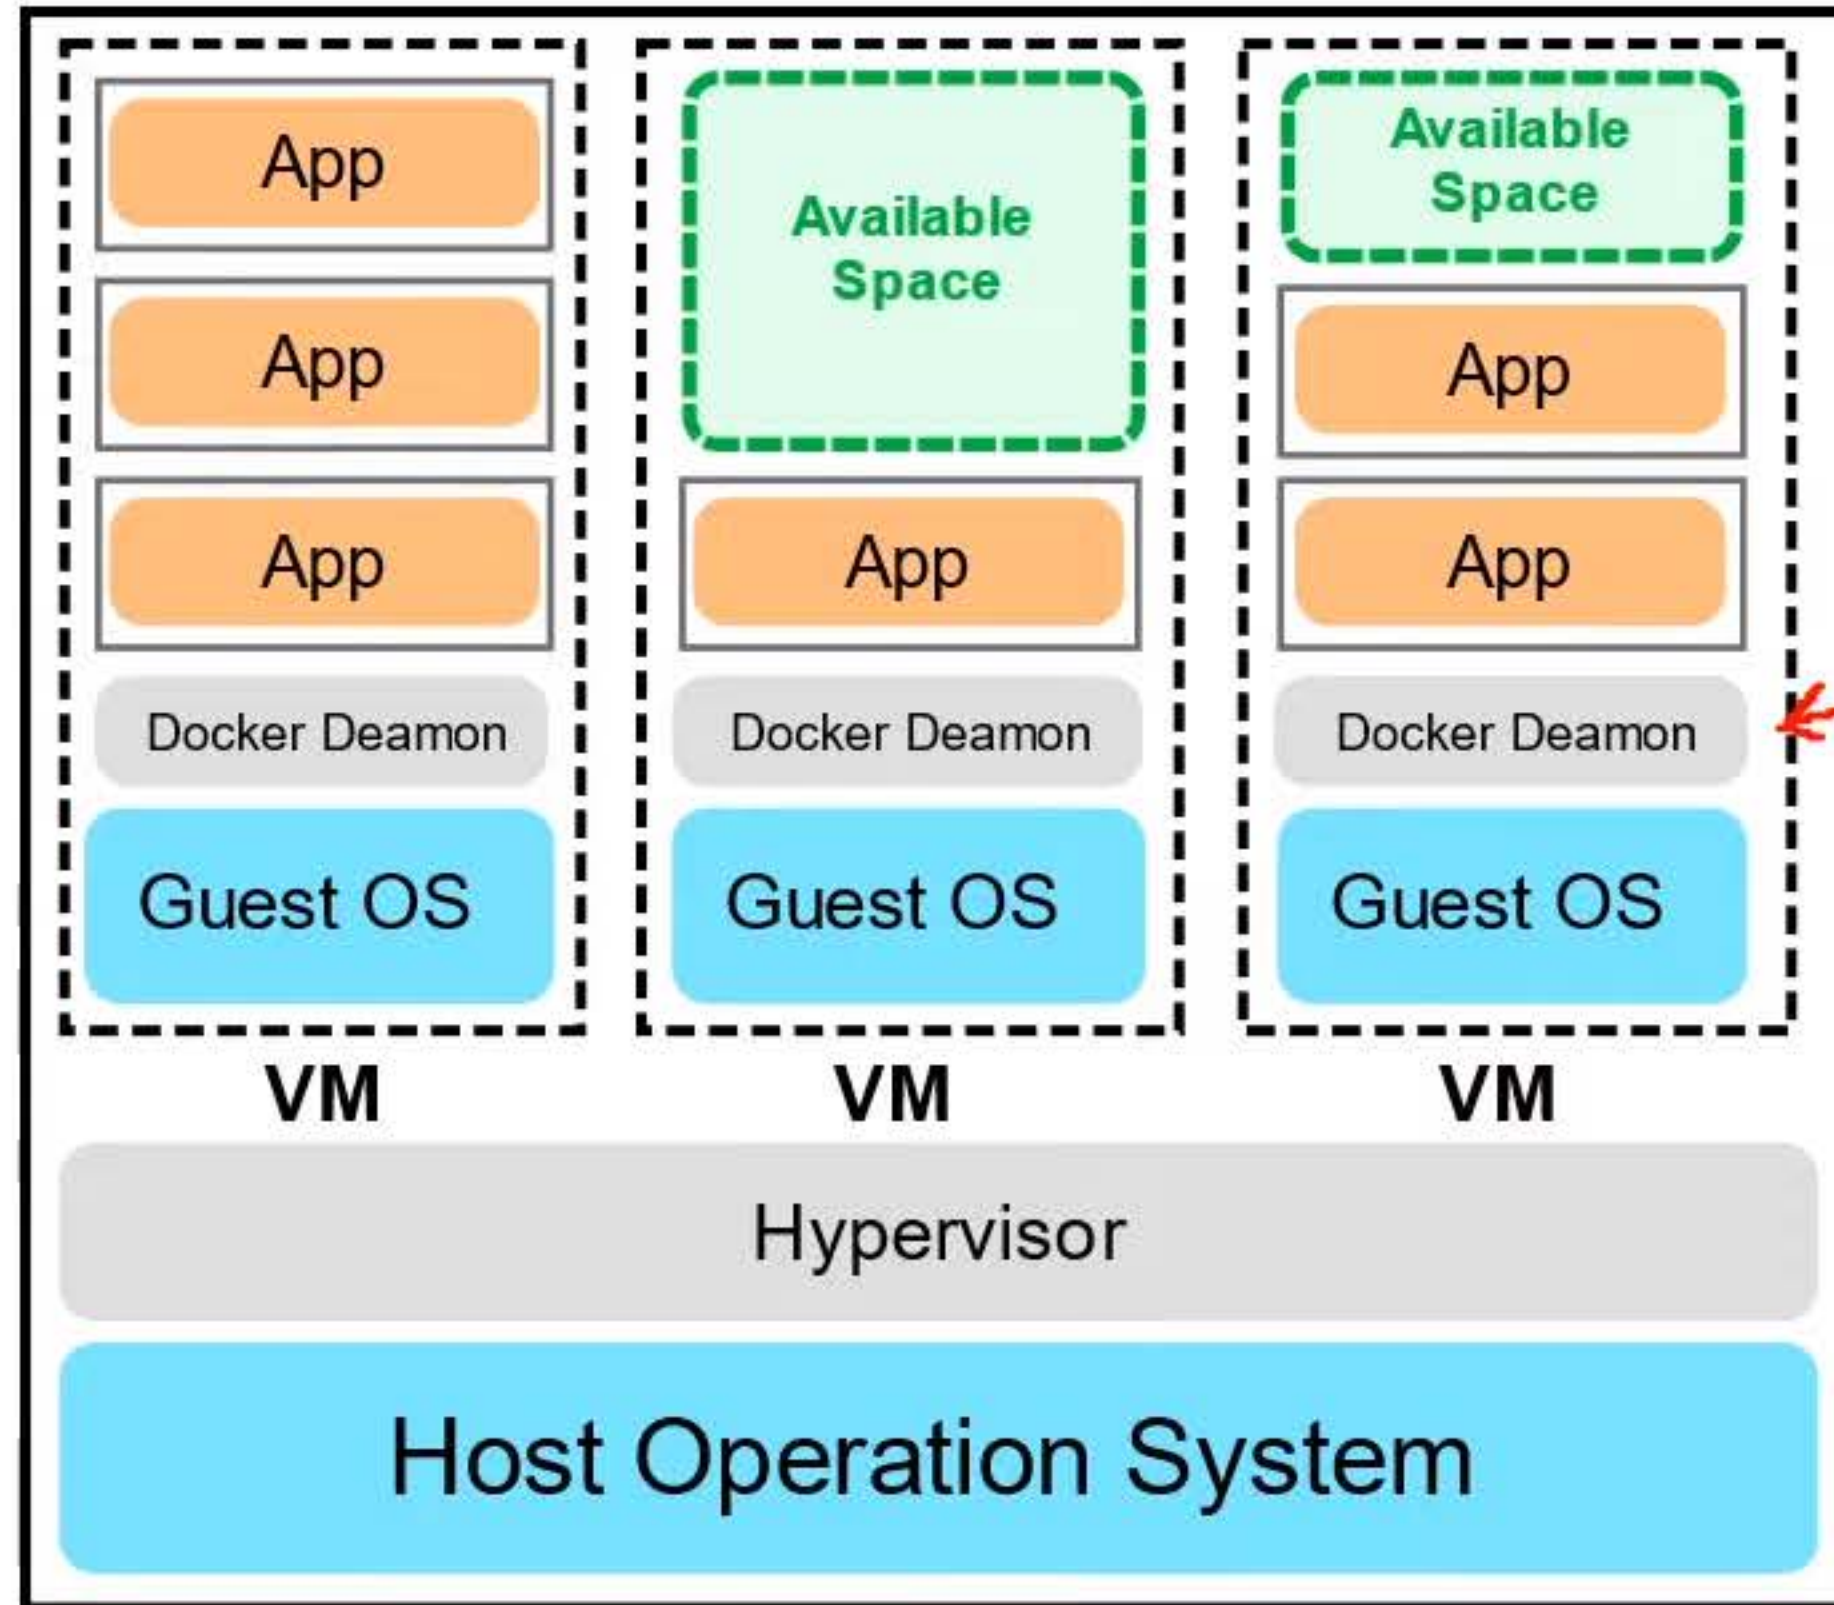 App
App
App
Docker Deamon
Guest OS
VM
Available
Space
App
Docker Deamon
Guest OS
VM
Available
Space
App
App
Docker Deamon
Guest OS
VM
Hypervisor
Host Operation System